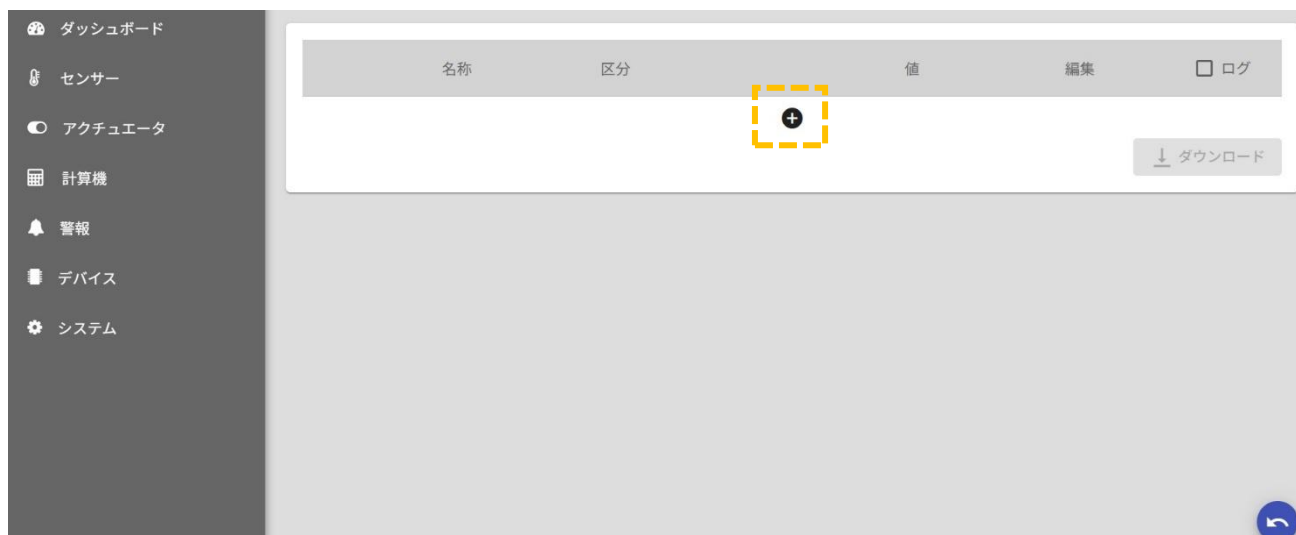 ダッシュボード
センサー
アクチュエータ
計算機
警報
デバイス
システム
名称 区分 値 編集 ログ
ダウンロード